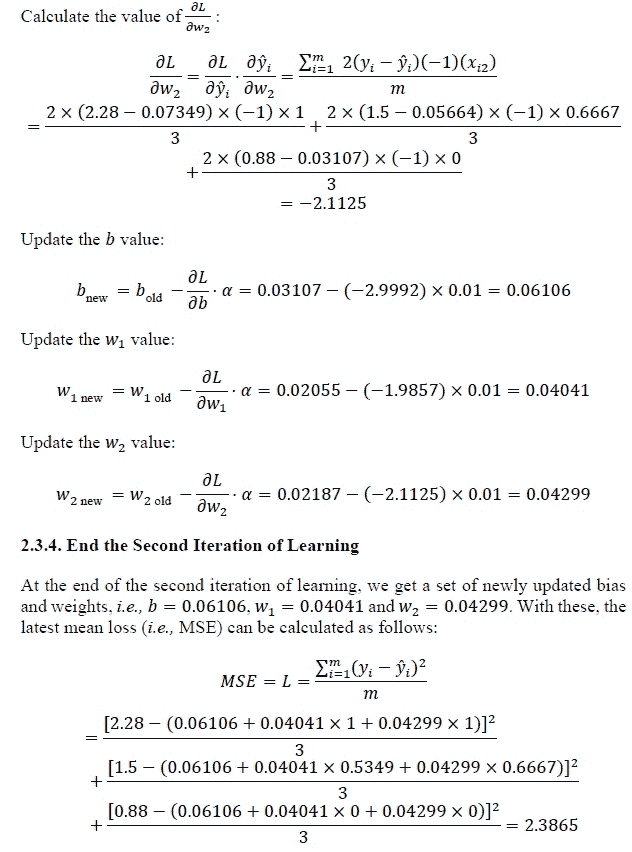 Calculate the value of ∂L/∂w₂ :
∂L/∂w₂ = ∂L/∂ŷᵢ · ∂ŷᵢ/∂w₂ = ∑ᵐᵢ₌₁ 2(yᵢ − ŷᵢ)(−1)(xᵢ₂) / m
= 2 × (2.28 − 0.07349) × (−1) × 1 / 3 + 2 × (1.5 − 0.05664) × (−1) × 0.6667 / 3
+ 2 × (0.88 − 0.03107) × (−1) × 0 / 3
= −2.1125
Update the b value:
b new = b old − ∂L/∂b · α = 0.03107 − (−2.9992) × 0.01 = 0.06106
Update the w₁ value:
w₁ new = w₁ old − ∂L/∂w₁ · α = 0.02055 − (−1.9857) × 0.01 = 0.04041
Update the w₂ value:
w₂ new = w₂ old − ∂L/∂w₂ · α = 0.02187 − (−2.1125) × 0.01 = 0.04299
2.3.4. End the Second Iteration of Learning
At the end of the second iteration of learning, we get a set of newly updated bias
and weights, i.e., b = 0.06106, w₁ = 0.04041 and w₂ = 0.04299. With these, the
latest mean loss (i.e., MSE) can be calculated as follows:
MSE = L = ∑ᵐᵢ₌₁(yᵢ − ŷᵢ)² / m
= [2.28 − (0.06106 + 0.04041 × 1 + 0.04299 × 1)]² / 3
+ [1.5 − (0.06106 + 0.04041 × 0.5349 + 0.04299 × 0.6667)]² / 3
+ [0.88 − (0.06106 + 0.04041 × 0 + 0.04299 × 0)]² / 3 = 2.3865